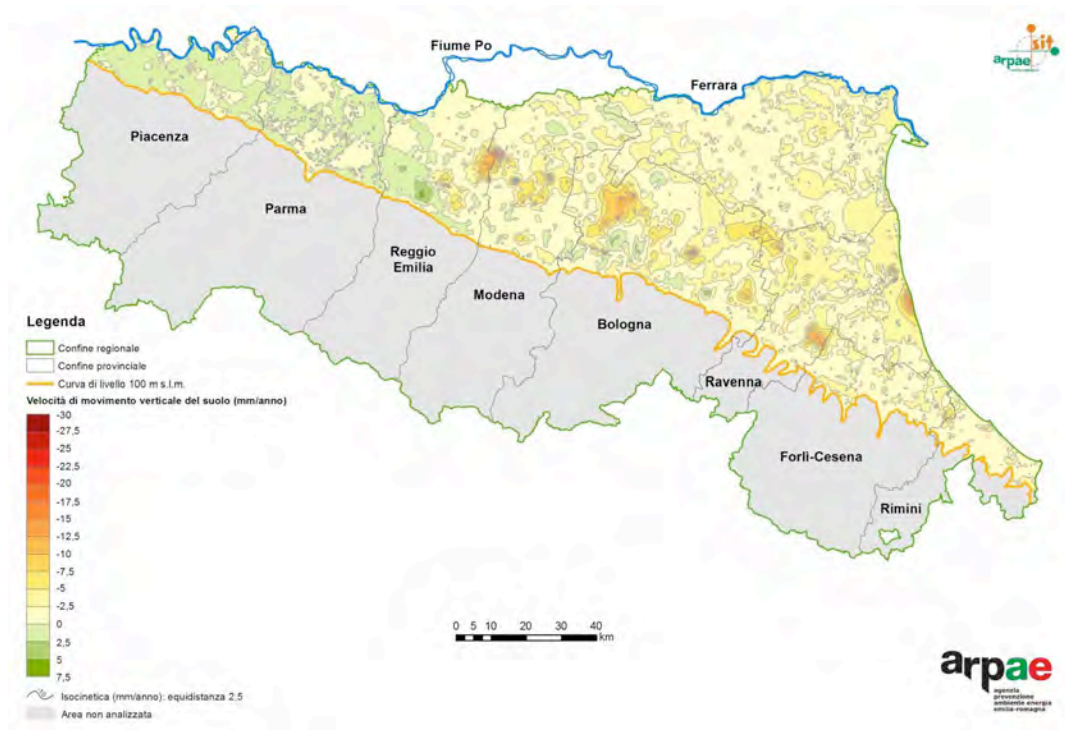 Fiume Po
Ferrara
arpae
sit
Piacenza
Parma
Reggio
Emilia
Modena
Bologna
Ravenna
Forlì-Cesena
Rimini
Legenda
Confine regionale
Confine provinciale
Curva di livello 100 m s.l.m.
Velocità di movimento verticale del suolo (mm/anno)
-30
-27,5
-25
-22,5
-20
-17,5
-15
-12,5
-10
-7,5
-5
-2,5
0
2,5
5
7,5
Isocinetica (mm/anno): equidistanza 2.5
Area non analizzata
0 5 10 20 30 40
km
arpae
agenzia
prevenzione
ambiente energia
emilia-romagna